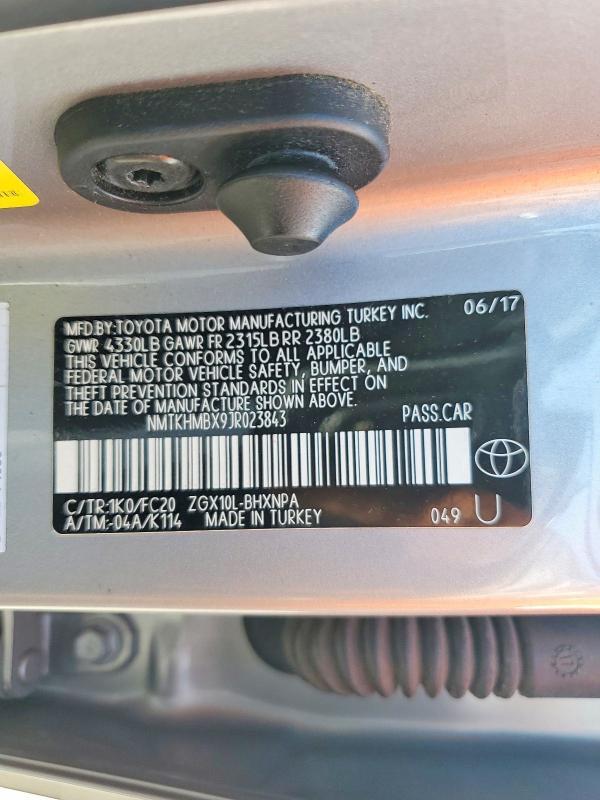 MFD.BY:TOYOTA MOTOR MANUFACTURING TURKEY INC. 06/17
GVWR 4330LB GAWR FR 2315LB RR 2380LB
THIS VEHICLE CONFORMS TO ALL APPLICABLE
FEDERAL MOTOR VEHICLE SAFETY, BUMPER, AND
THEFT PREVENTION STANDARDS IN EFFECT ON
THE DATE OF MANUFACTURE SHOWN ABOVE.
NMTKHMBX9JR023843 PASS.CAR
C/TR:1K0/FC20 ZGX10L-BHXNPA
A/TM:-04A/K114 MADE IN TURKEY 049 U